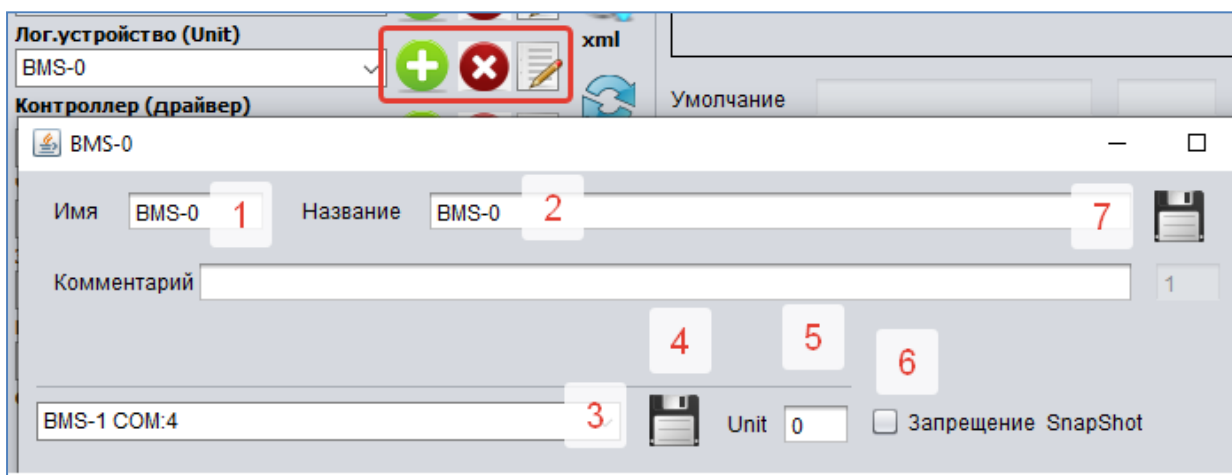 Лог.устройство (Unit)
xml
BMS-0
Умолчание
Контроллер (драйвер)
BMS-0
Имя BMS-0 1 Название BMS-0 2 7
Комментарий 1
4 5 6
BMS-1 COM:4 3 Unit 0 Запрещение SnapShot